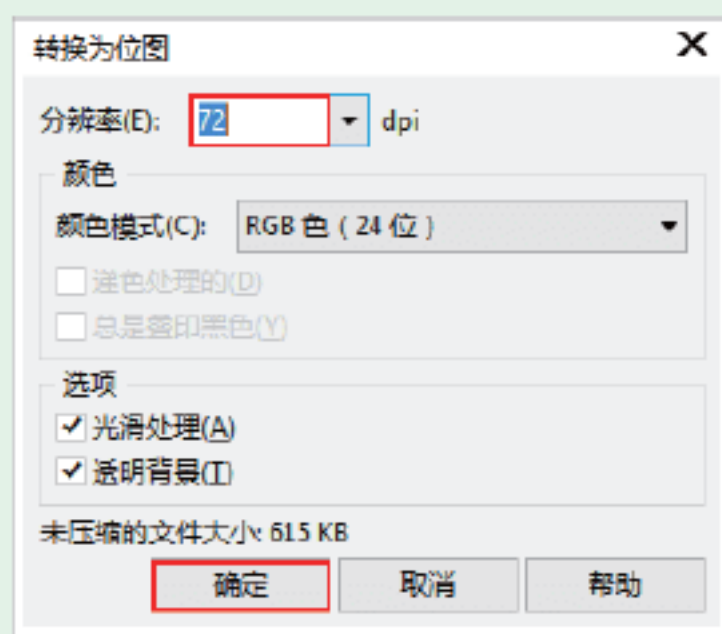 转换为位图
分辨率(E): 72 dpi
颜色
颜色模式(C): RGB 色 ( 24 位 )
递色处理的(D)
总是叠印黑色(Y)
选项
光滑处理(A)
透明背景(T)
未压缩的文件大小: 615 KB
确定 取消 帮助